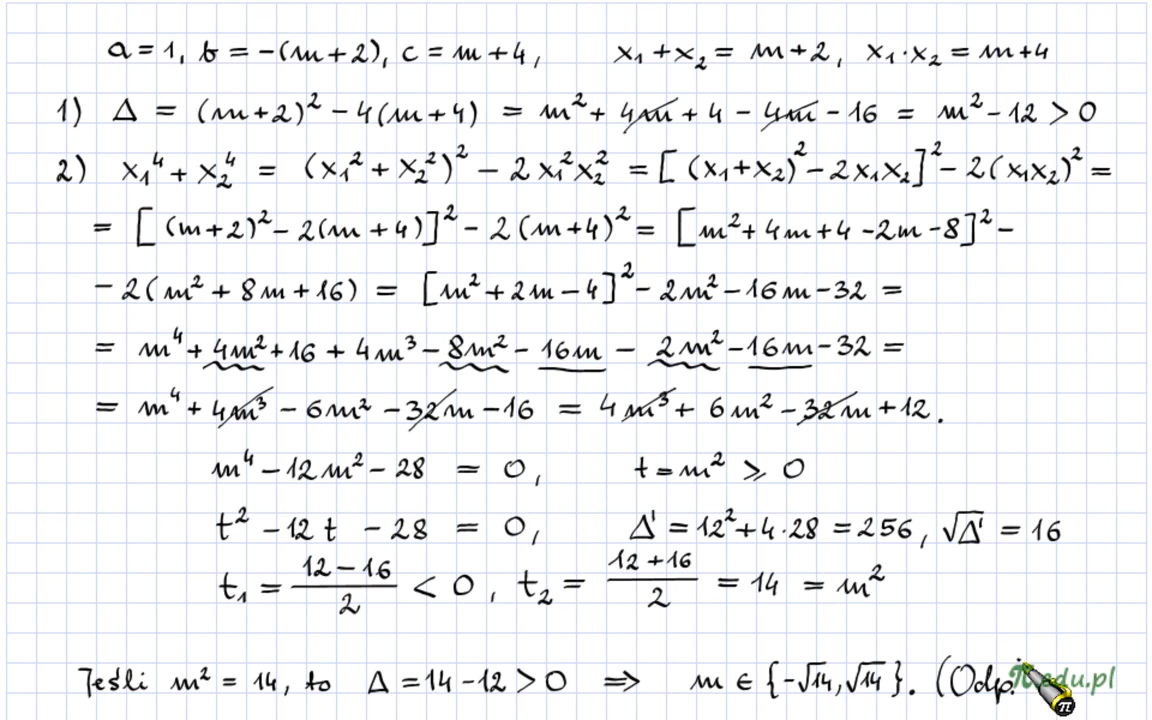 a = 1, b = -(m+2), c = m+4, x₁+x₂ = m+2, x₁·x₂ = m+4
1) Δ = (m+2)² - 4(m+4) = m² + 4m + 4 - 4m - 16 = m² - 12 > 0
2) x₁⁴ + x₂⁴ = (x₁² + x₂²)² - 2x₁²x₂² = [(x₁+x₂)² - 2x₁x₂]² - 2(x₁x₂)² =
= [(m+2)² - 2(m+4)]² - 2(m+4)² = [m² + 4m + 4 - 2m - 8]² -
- 2(m² + 8m + 16) = [m² + 2m - 4]² - 2m² - 16m - 32 =
= m⁴ + 4m² + 16 + 4m³ - 8m² - 16m - 2m² - 16m - 32 =
= m⁴ + 4m³ - 6m² - 32m - 16 = 4m³ + 6m² - 32m + 12.
m⁴ - 12m² - 28 = 0, t = m² ⩾ 0
t² - 12t - 28 = 0, Δ' = 12² + 4·28 = 256, √Δ' = 16
t₁ = (12 - 16)/2 < 0, t₂ = (12 + 16)/2 = 14 = m²
Jeśli m² = 14, to Δ = 14 - 12 > 0 ⇒ m ∈ {-√14, √14}. (Odp.
edu.pl
π